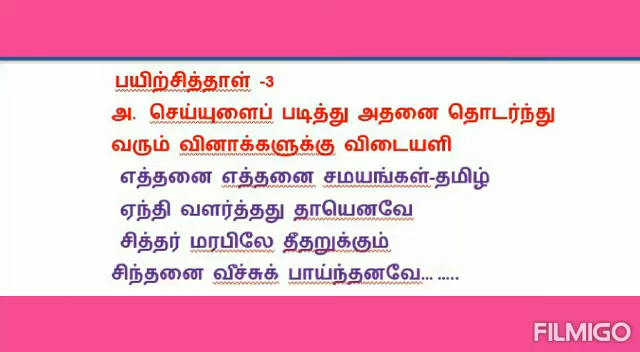 பயிற்சித்தாள் -3
அ. செய்யுளைப் படித்து அதனை தொடர்ந்து
வரும் வினாக்களுக்கு விடையளி
எத்தனை எத்தனை சமயங்கள்-தமிழ்
ஏந்தி வளர்த்தது தாயெனவே
சித்தர் மரபிலே தீதறுக்கும்
சிந்தனை வீச்சுக் பாய்ந்தனவே... .....
FILMIGO